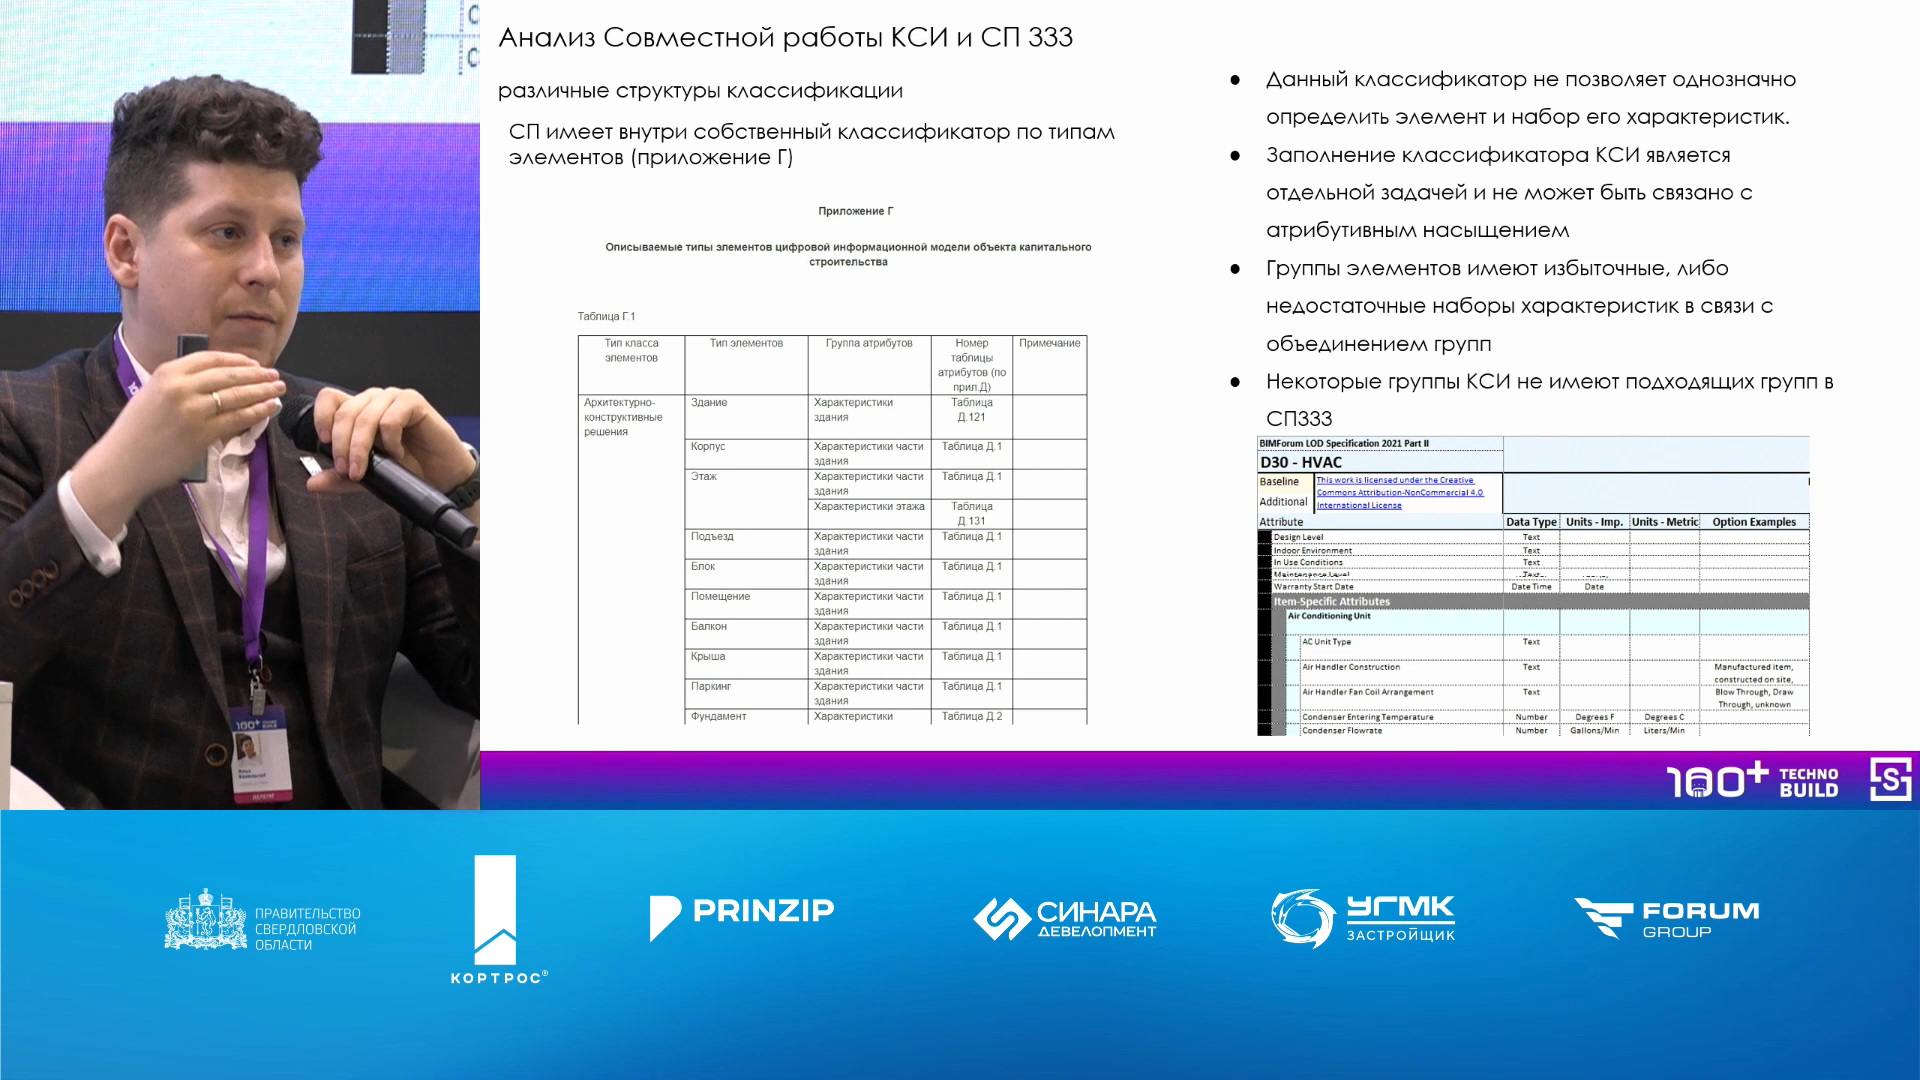 Анализ Совместной работы КСИ и СП 333
различные структуры классификации
СП имеет внутри собственный классификатор по типам
элементов (приложение Г)
Приложение Г
Описываемые типы элементов цифровой информационной модели объекта капитального
строительства
Таблица Г.1
Тип класса элементов | Тип элементов | Группа атрибутов | Номер таблицы атрибутов (по прил.Д) | Примечание
Архитектурно-конструктивные решения | Здание | Характеристики здания | Таблица Д.121
Корпус | Характеристики части здания | Таблица Д.1
Этаж | Характеристики части здания | Таблица Д.1
Характеристики этажа | Таблица Д.131
Подъезд | Характеристики части здания | Таблица Д.1
Блок | Характеристики части здания | Таблица Д.1
Помещение | Характеристики части здания | Таблица Д.1
Балкон | Характеристики части здания | Таблица Д.1
Крыша | Характеристики части здания | Таблица Д.1
Паркинг | Характеристики части здания | Таблица Д.1
Фундамент | Характеристики | Таблица Д.2
● Данный классификатор не позволяет однозначно
определить элемент и набор его характеристик.
● Заполнение классификатора КСИ является
отдельной задачей и не может быть связано с
атрибутивным насыщением
● Группы элементов имеют избыточные, либо
недостаточные наборы характеристик в связи с
объединением групп
● Некоторые группы КСИ не имеют подходящих групп в
СП333
BIMForum LOD Specification 2021 Part II
D30 - HVAC
Baseline
Additional
This work is licensed under the Creative
Commons Attribution-NonCommercial 4.0
International License
Attribute | Data Type | Units - Imp. | Units - Metric | Option Examples
Design Level | Text
Indoor Environment | Text
In Use Conditions | Text
Warranty Start Date | Date Time | Date
Item-Specific Attributes
Air Conditioning Unit
AC Unit Type | Text
Air Handler Construction | Text | Manufactured item, constructed on site,
Air Handler Fan Coil Arrangement | Text | Blow Through, Draw Through, unknown
Condenser Entering Temperature | Number | Degrees F | Degrees C
Condenser Flowrate | Number | Gallons/Min | Liters/Min
100+ TECHNO
BUILD
S
100+ TECHNO
BUILD
ПРАВИТЕЛЬСТВО
СВЕРДЛОВСКОЙ
ОБЛАСТИ
КОРТРОС®
PRINZIP
СИНАРА
ДЕВЕЛОПМЕНТ
УГМК
ЗАСТРОЙЩИК
FORUM
GROUP